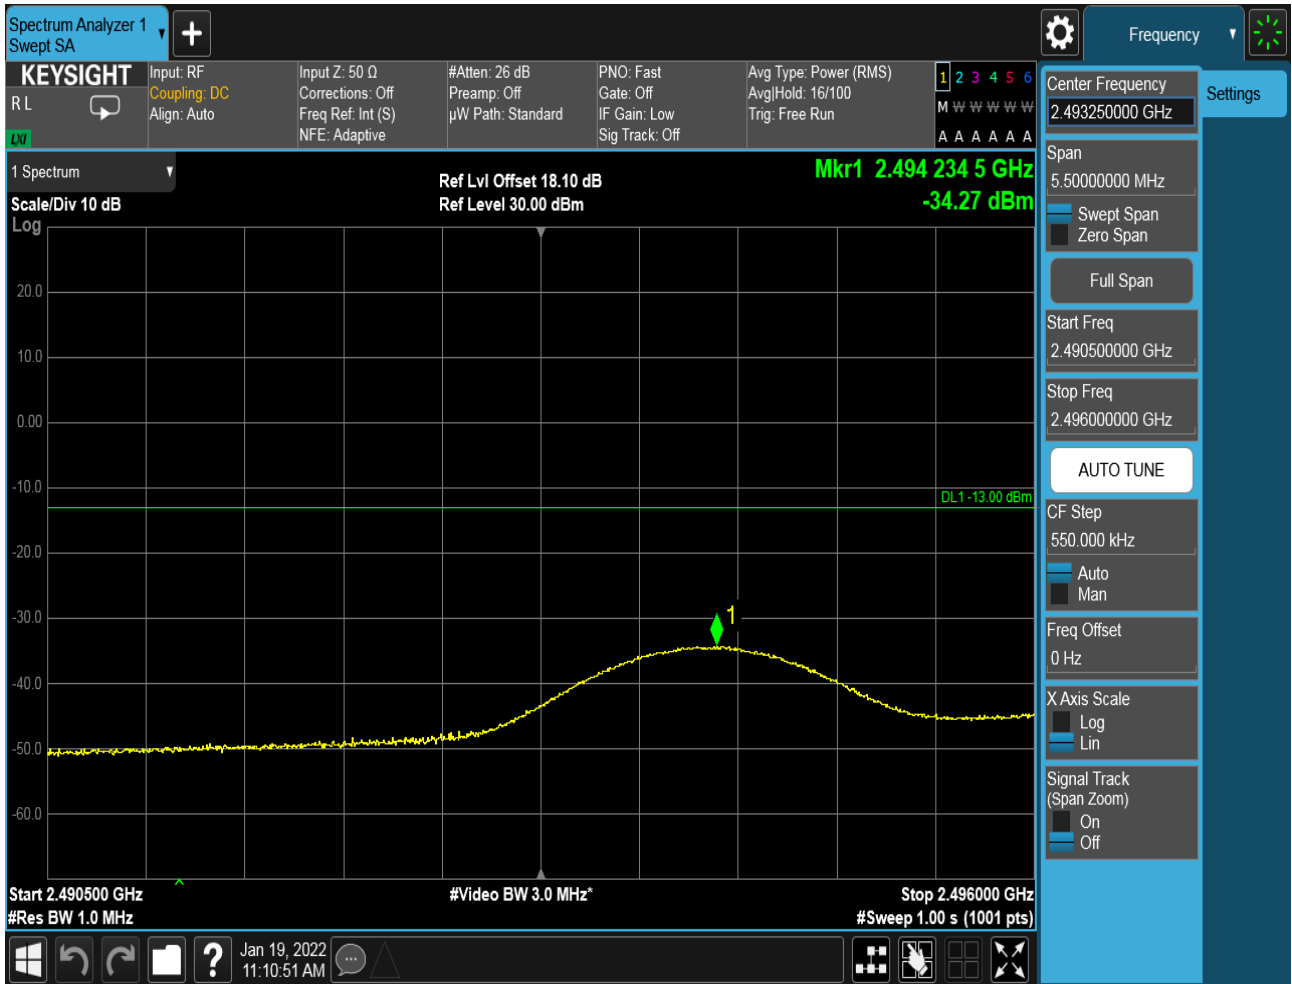 Spectrum Analyzer 1
Swept SA
Frequency
KEYSIGHT
R L
LXI
Input: RF
Coupling: DC
Align: Auto
Input Z: 50 Ω
Corrections: Off
Freq Ref: Int (S)
NFE: Adaptive
#Atten: 26 dB
Preamp: Off
µW Path: Standard
PNO: Fast
Gate: Off
IF Gain: Low
Sig Track: Off
Avg Type: Power (RMS)
Avg|Hold: 16/100
Trig: Free Run
1 2 3 4 5 6
M W W W W W
A A A A A A
1 Spectrum
Scale/Div 10 dB
Log
Ref Lvl Offset 18.10 dB
Ref Level 30.00 dBm
Mkr1 2.494 234 5 GHz
-34.27 dBm
20.0
10.0
0.00
-10.0
DL1 -13.00 dBm
-20.0
-30.0
1
-40.0
-50.0
-60.0
Start 2.490500 GHz
#Res BW 1.0 MHz
#Video BW 3.0 MHz*
Stop 2.496000 GHz
#Sweep 1.00 s (1001 pts)
Jan 19, 2022
11:10:51 AM
Settings
Center Frequency
2.493250000 GHz
Span
5.50000000 MHz
Swept Span
Zero Span
Full Span
Start Freq
2.490500000 GHz
Stop Freq
2.496000000 GHz
AUTO TUNE
CF Step
550.000 kHz
Auto
Man
Freq Offset
0 Hz
X Axis Scale
Log
Lin
Signal Track
(Span Zoom)
On
Off